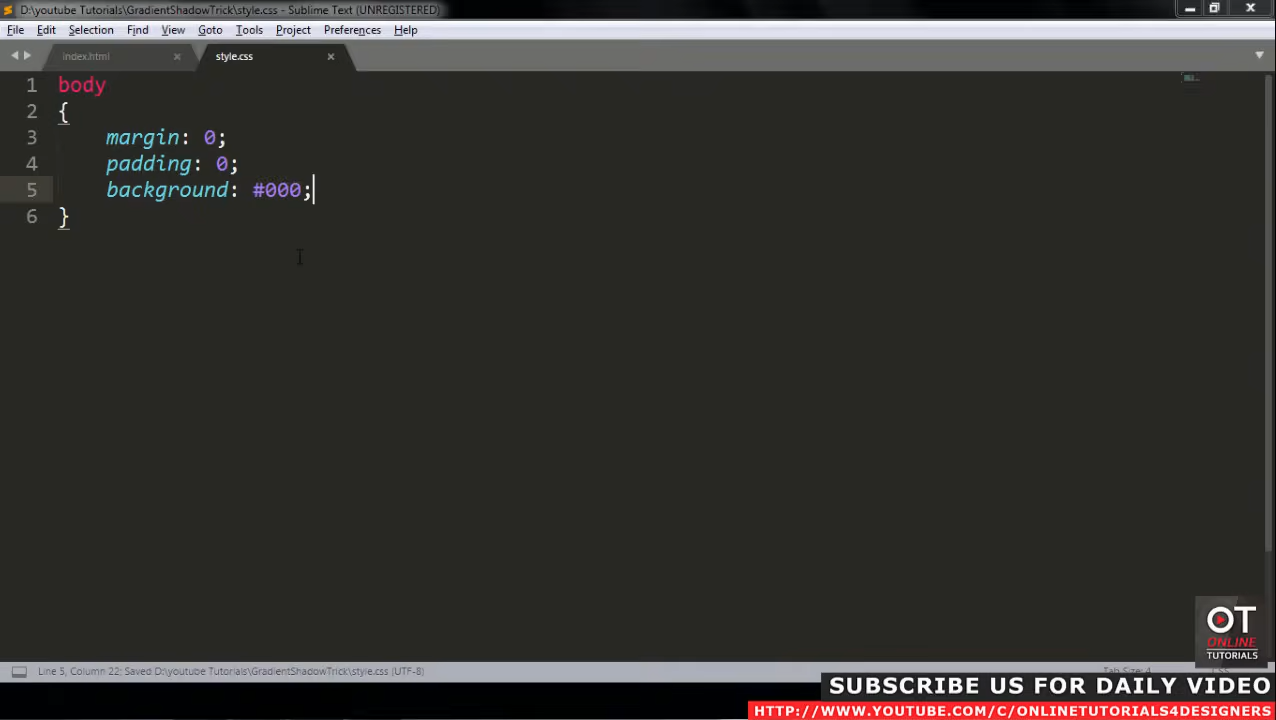 D:\youtube Tutorials\GradientShadowTrick\style.css - Sublime Text (UNREGISTERED)
File Edit Selection Find View Goto Tools Project Preferences Help
index.html style.css
1 body
2 {
3 margin: 0;
4 padding: 0;
5 background: #000;
6 }
OT
ONLINE
TUTORIALS
Line 5, Column 22; Saved D:\youtube Tutorials\GradientShadowTrick\style.css (UTF-8) Tab Size: 4 CSS
SUBSCRIBE US FOR DAILY VIDEO
HTTP://WWW.YOUTUBE.COM/C/ONLINETUTORIALS4DESIGNERS